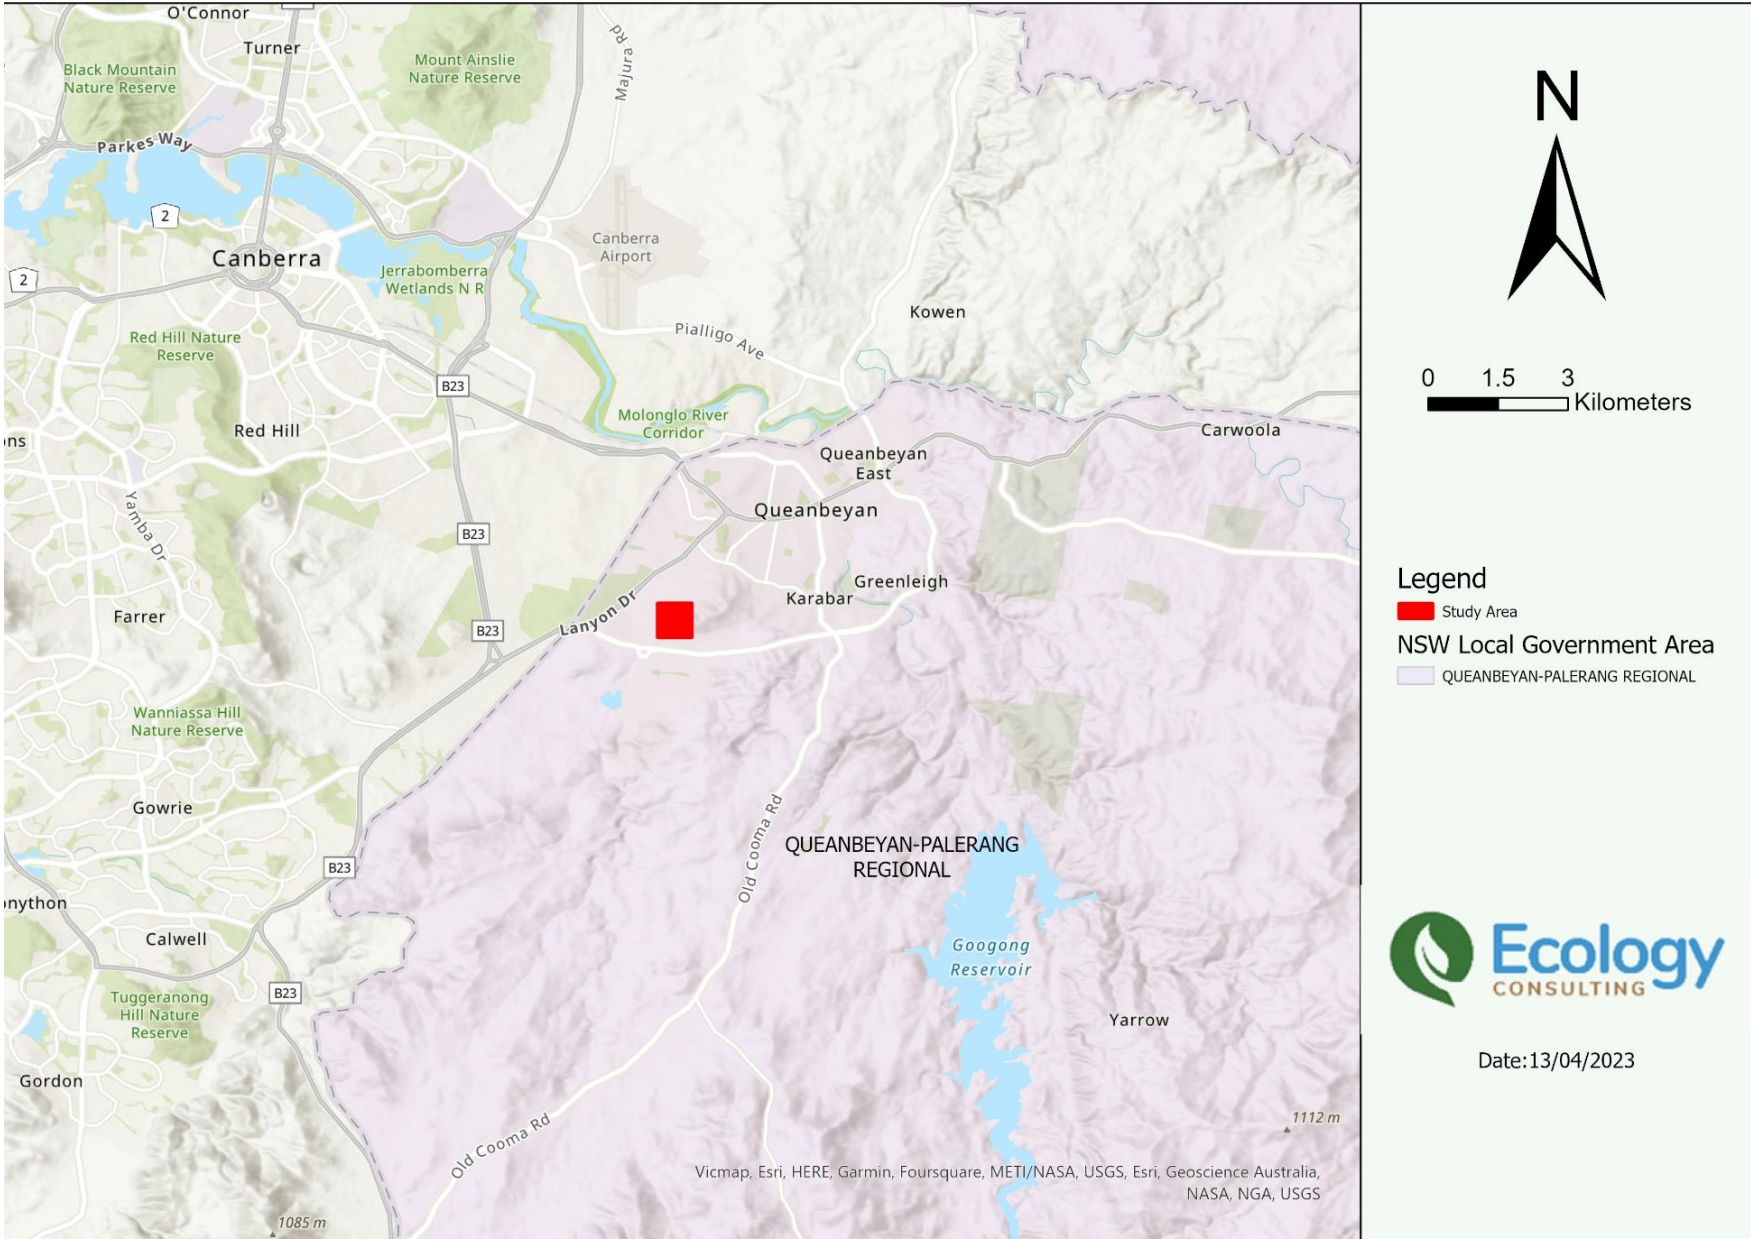 O'Connor
Turner
Black Mountain
Nature Reserve
Mount Ainslie
Nature Reserve
Majura Rd
Parkes Way
2
Canberra
2
Canberra
Airport
Jerrabomberra
Wetlands N R
Kowen
Red Hill Nature
Reserve
Pialligo Ave
B23
Molonglo River
Corridor
ons
Red Hill
Carwoola
Queanbeyan
East
Yamba Dr
Queanbeyan
B23
Greenleigh
Karabar
Farrer
Lanyon Dr
B23
Wanniassa Hill
Nature Reserve
Gowrie
B23
Old Cooma Rd
QUEANBEYAN-PALERANG
REGIONAL
onython
Calwell
Googong
Reservoir
B23
Tuggeranong
Hill Nature
Reserve
Yarrow
Gordon
Old Cooma Rd
1112 m
1085 m
Vicmap, Esri, HERE, Garmin, Foursquare, METI/NASA, USGS, Esri, Geoscience Australia,
NASA, NGA, USGS
N
0 1.5 3
Kilometers
Legend
Study Area
NSW Local Government Area
QUEANBEYAN-PALERANG REGIONAL
Ecology
CONSULTING
Date:13/04/2023